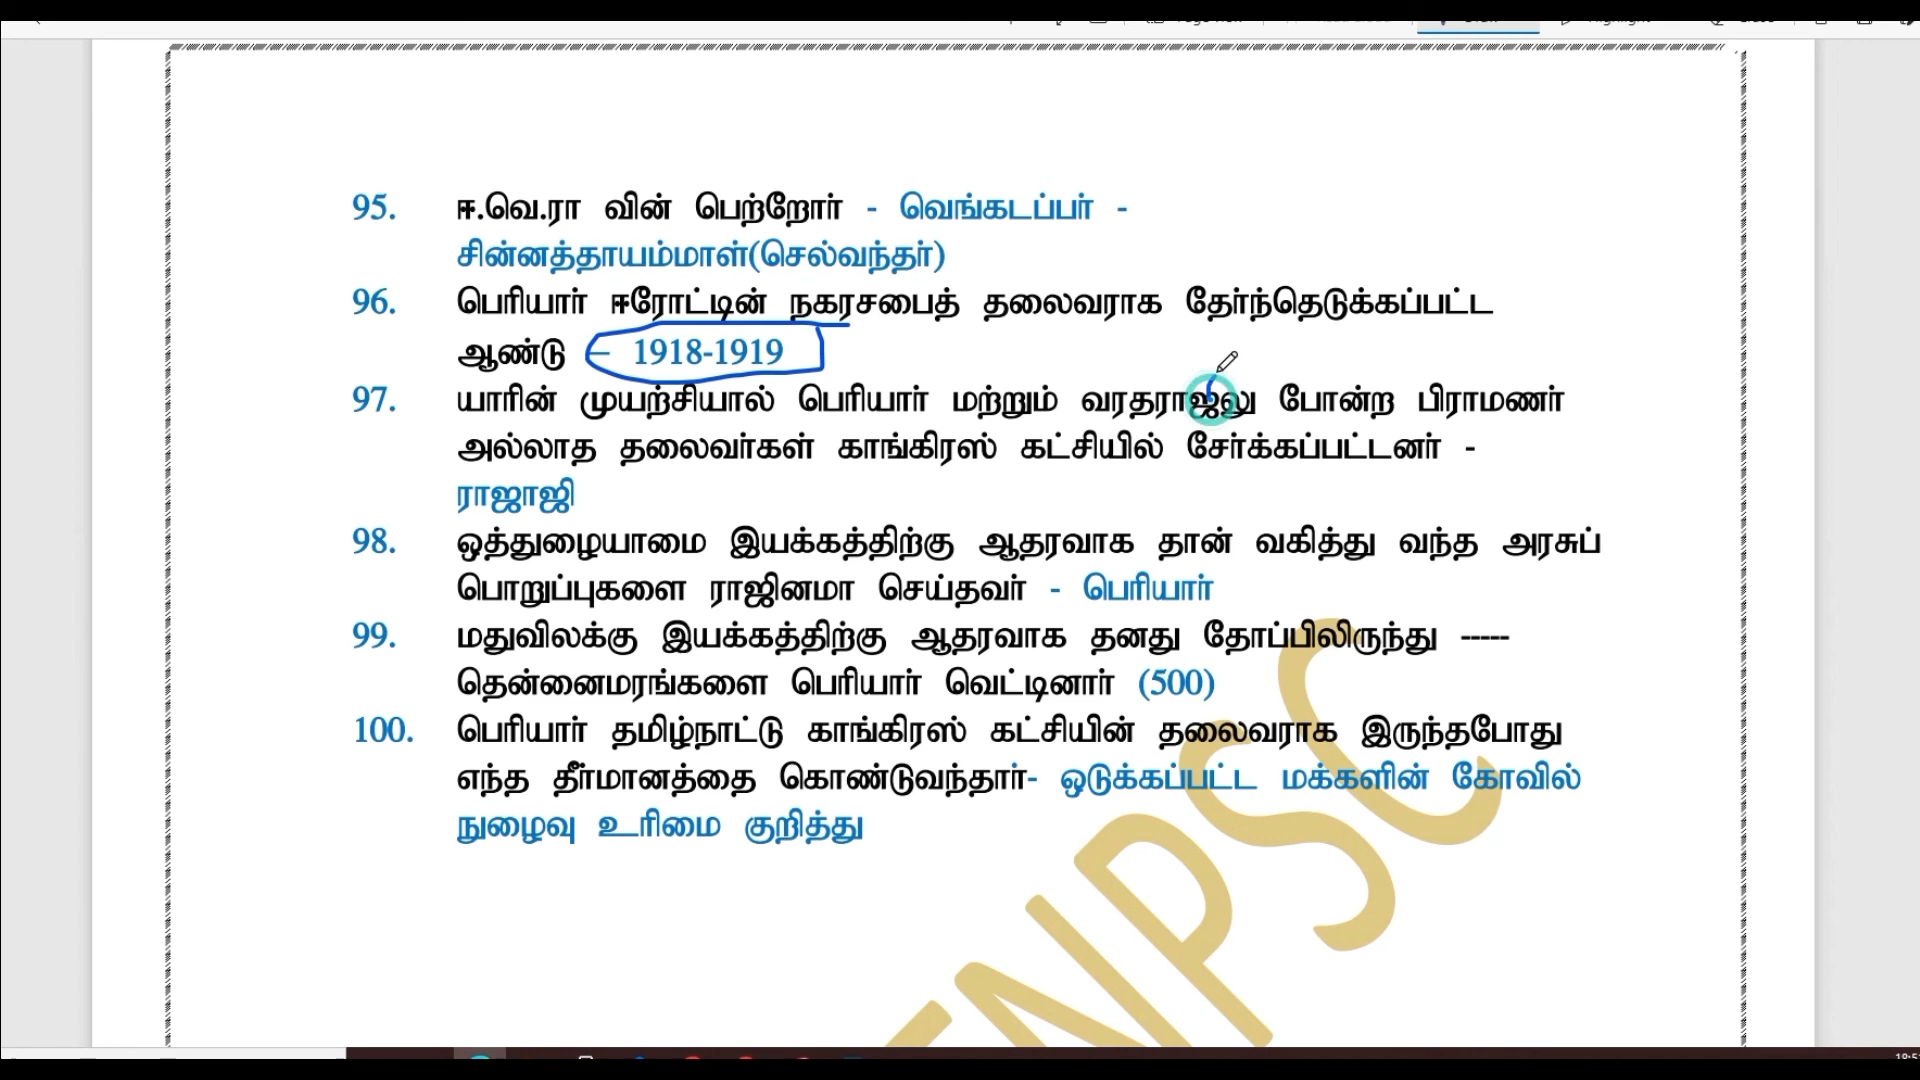 95. ஈ.வெ.ரா வின் பெற்றோர் - வெங்கடப்பர் -
சின்னத்தாயம்மாள்(செல்வந்தர்)
96. பெரியார் ஈரோட்டின் நகரசபைத் தலைவராக தேர்ந்தெடுக்கப்பட்ட
ஆண்டு – 1918-1919
97. யாரின் முயற்சியால் பெரியார் மற்றும் வரதராஜலு போன்ற பிராமணர்
அல்லாத தலைவர்கள் காங்கிரஸ் கட்சியில் சேர்க்கப்பட்டனர் -
ராஜாஜி
98. ஒத்துழையாமை இயக்கத்திற்கு ஆதரவாக தான் வகித்து வந்த அரசுப்
பொறுப்புகளை ராஜினமா செய்தவர் - பெரியார்
99. மதுவிலக்கு இயக்கத்திற்கு ஆதரவாக தனது தோப்பிலிருந்து -----
தென்னைமரங்களை பெரியார் வெட்டினார் (500)
100. பெரியார் தமிழ்நாட்டு காங்கிரஸ் கட்சியின் தலைவராக இருந்தபோது
எந்த தீர்மானத்தை கொண்டுவந்தார்- ஒடுக்கப்பட்ட மக்களின் கோவில்
நுழைவு உரிமை குறித்து
TNPSC